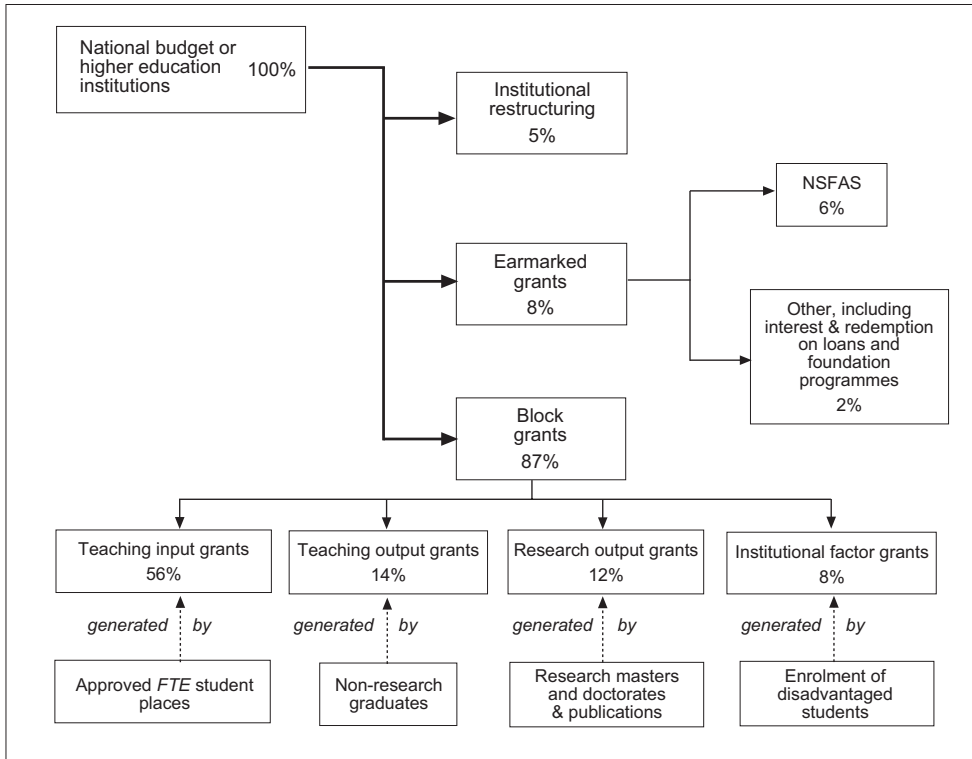 National budget or
higher education
institutions
100%
Institutional
restructuring
5%
NSFAS
6%
Earmarked
grants
8%
Other, including
interest & redemption
on loans and
foundation
programmes
2%
Block
grants
87%
Teaching input grants
56%
Teaching output grants
14%
Research output grants
12%
Institutional factor grants
8%
generated by
generated by
generated by
generated by
Approved FTE student
places
Non-research
graduates
Research masters
and doctorates
& publications
Enrolment of
disadvantaged
students